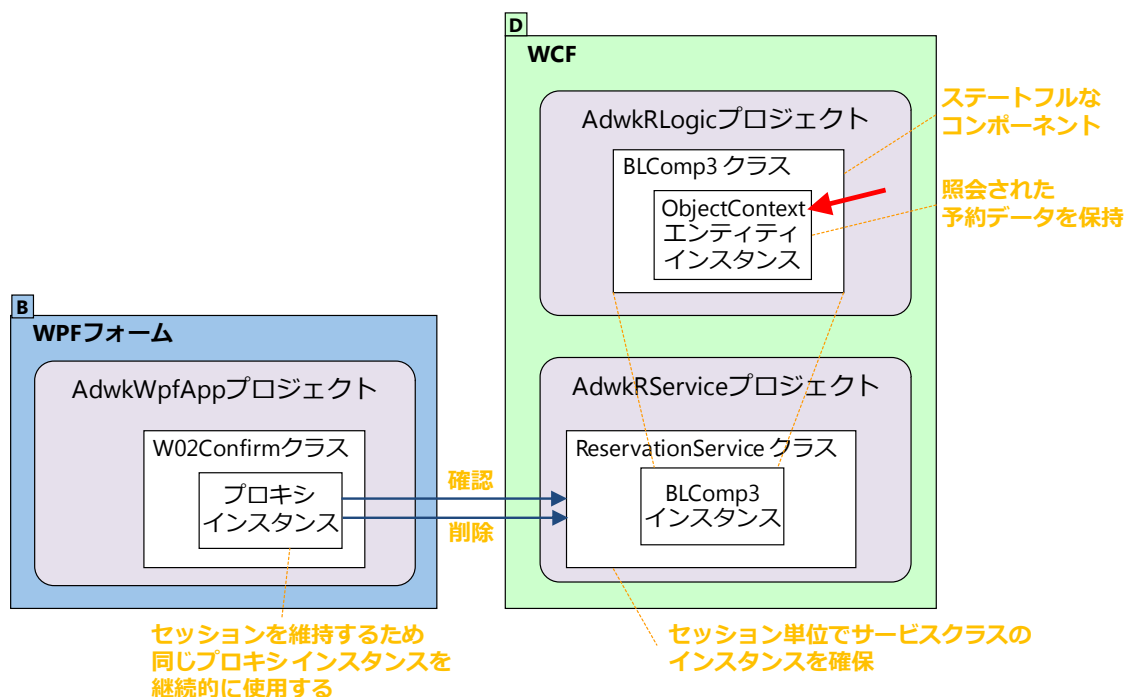 D
WCF
AdwkRLogicプロジェクト
BLComp3 クラス
ObjectContext
エンティティ
インスタンス
ステートフルな
コンポーネント
照会された
予約データを保持
B
WPFフォーム
AdwkWpfAppプロジェクト
W02Confirmクラス
プロキシ
インスタンス
確認
削除
AdwkRServiceプロジェクト
ReservationService クラス
BLComp3
インスタンス
セッションを維持するため
同じプロキシインスタンスを
継続的に使用する
セッション単位でサービスクラスの
インスタンスを確保